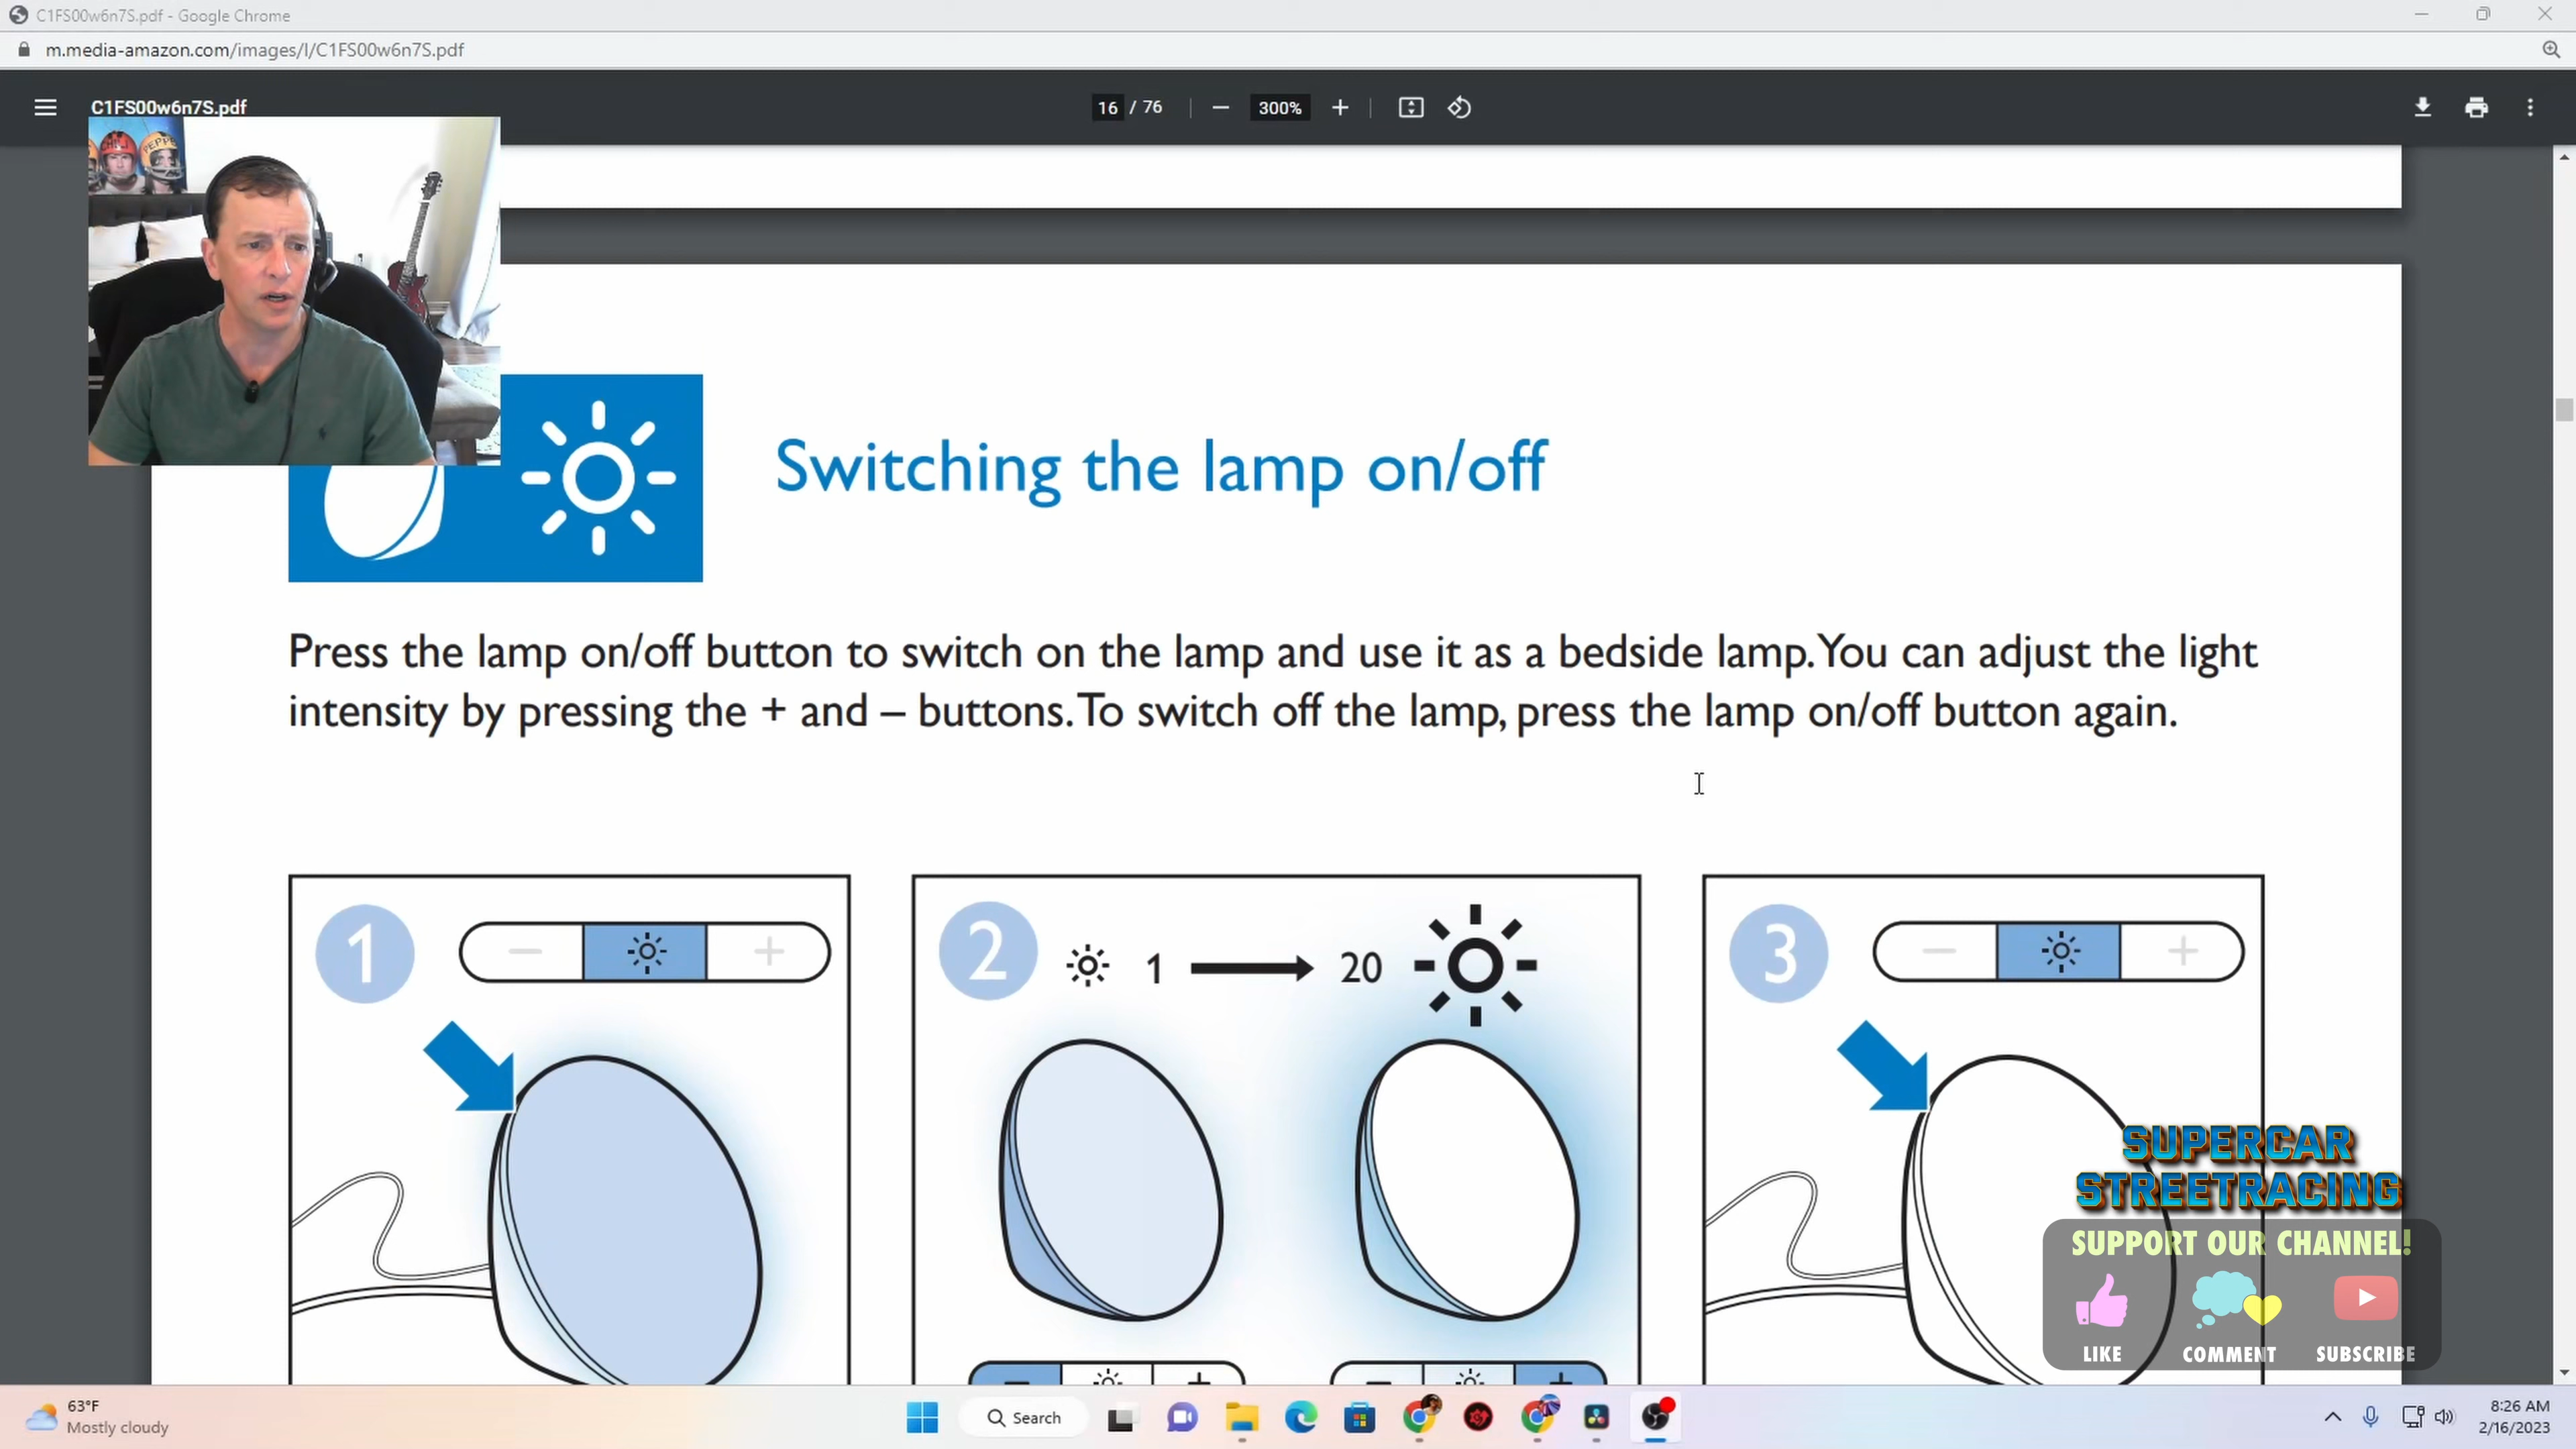 C1FS00w6n7S.pdf - Google Chrome
m.media-amazon.com/images/I/C1FS00w6n7S.pdf
C1FS00w6n7S.pdf
16 / 76
300%
PEPPE
Switching the lamp on/off
Press the lamp on/off button to switch on the lamp and use it as a bedside lamp. You can adjust the light
intensity by pressing the + and – buttons. To switch off the lamp, press the lamp on/off button again.
1
– +
2
1 20
3
– +
– +
– +
SUPERCAR
STREETRACING
SUPPORT OUR CHANNEL!
LIKE COMMENT SUBSCRIBE
63°F
Mostly cloudy
Search
8:26 AM
2/16/2023